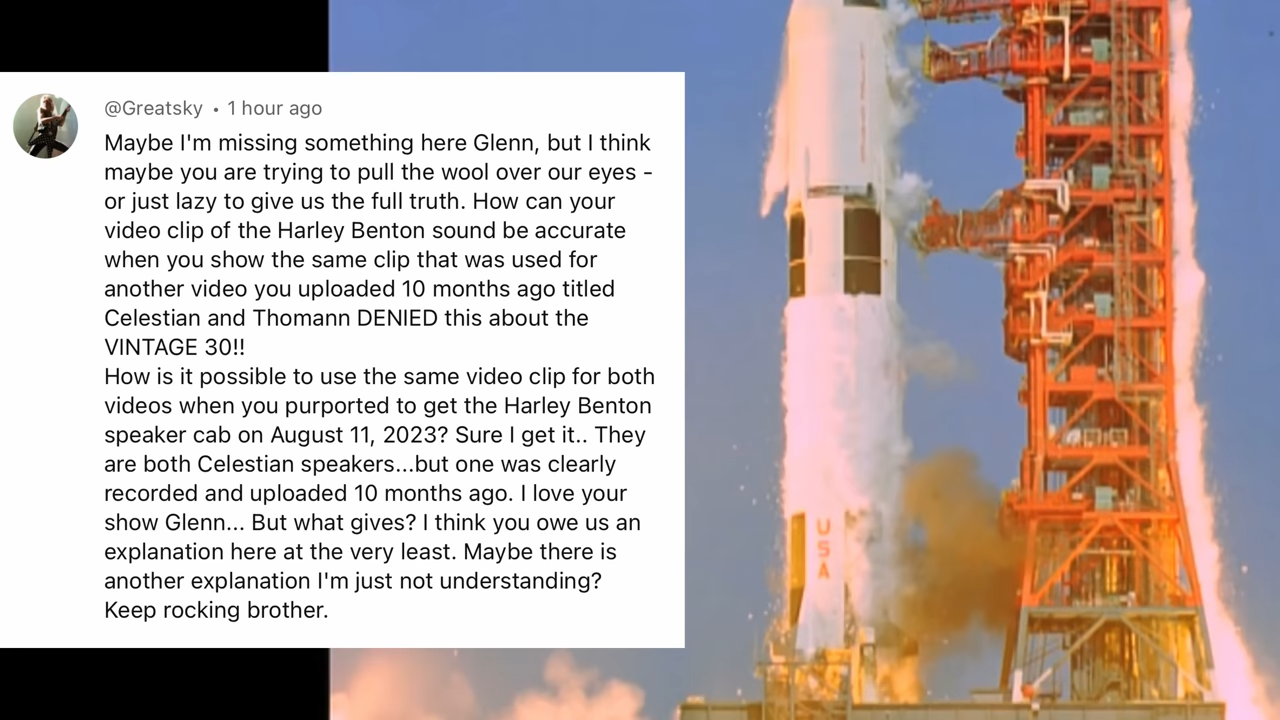 @Greatsky • 1 hour ago
Maybe I'm missing something here Glenn, but I think
maybe you are trying to pull the wool over our eyes -
or just lazy to give us the full truth. How can your
video clip of the Harley Benton sound be accurate
when you show the same clip that was used for
another video you uploaded 10 months ago titled
Celestian and Thomann DENIED this about the
VINTAGE 30!!
How is it possible to use the same video clip for both
videos when you purported to get the Harley Benton
speaker cab on August 11, 2023? Sure I get it.. They
are both Celestian speakers...but one was clearly
recorded and uploaded 10 months ago. I love your
show Glenn... But what gives? I think you owe us an
explanation here at the very least. Maybe there is
another explanation I'm just not understanding?
Keep rocking brother.
USA